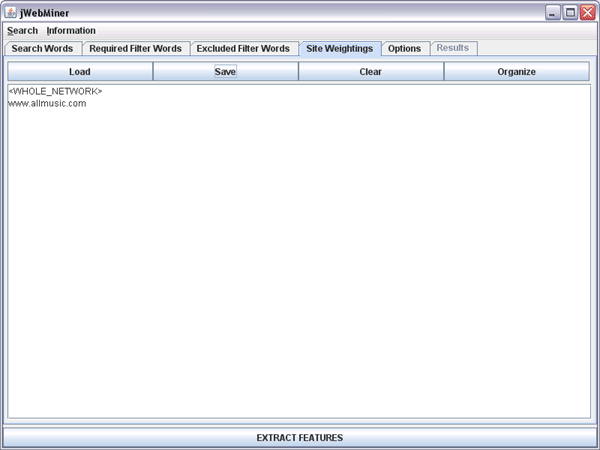 jWebMiner
Search Information
Search Words Required Filter Words Excluded Filter Words Site Weightings Options Results
Load Save Clear Organize
<WHOLE_NETWORK>
www.allmusic.com
EXTRACT FEATURES